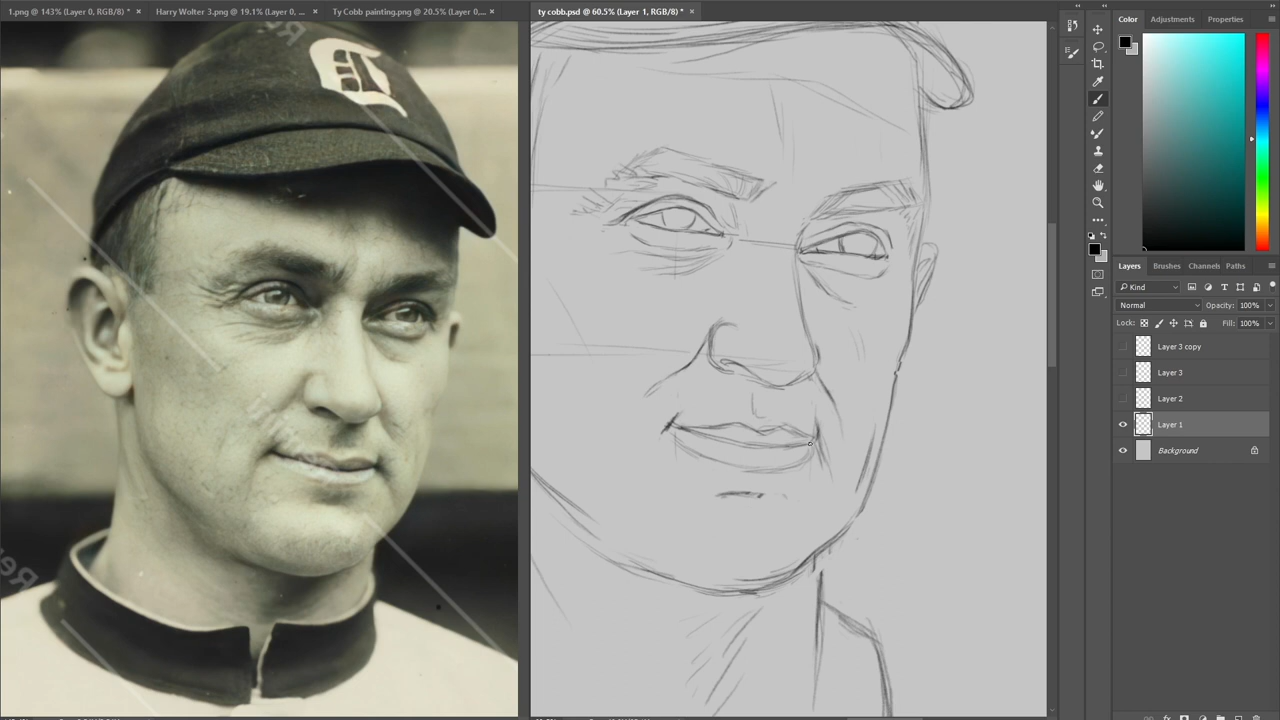 1.png @ 143% (Layer 0, RGB/8) * ×
Harry Wolter 3.png @ 19.1% (Layer 0, ... ×
Ty Cobb painting.png @ 20.5% (Layer 0,... ×
ty cobb.psd @ 60.5% (Layer 1, RGB/8) * ×
Color Adjustments Properties
Layers Brushes Channels Paths
Kind
Normal Opacity: 100%
Lock: Fill: 100%
Layer 3 copy
Layer 3
Layer 2
Layer 1
Background
fx